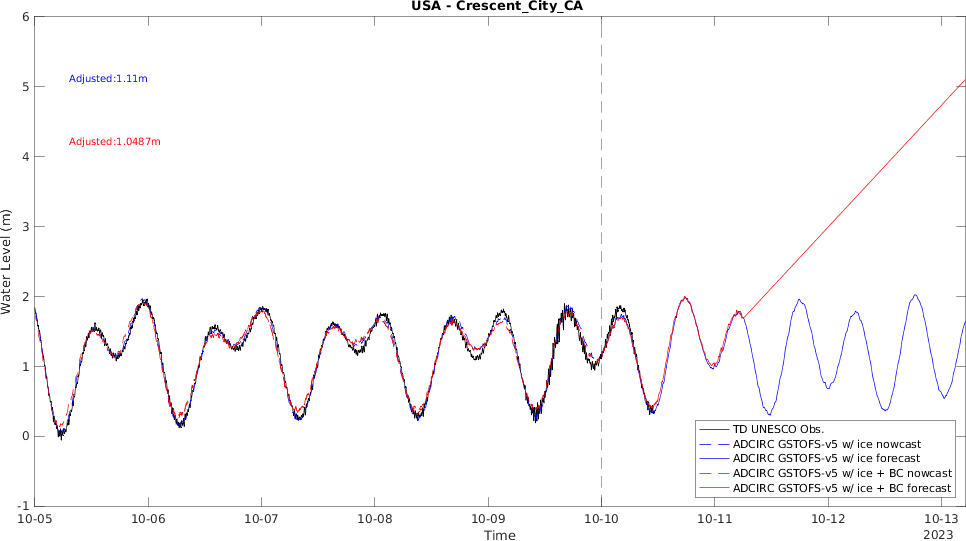 USA - Crescent_City_CA
6
5
4
3
2
1
0
-1
Water Level (m)
Adjusted:1.11m
Adjusted:1.0487m
TD UNESCO Obs.
ADCIRC GSTOFS-v5 w/ ice nowcast
ADCIRC GSTOFS-v5 w/ ice forecast
ADCIRC GSTOFS-v5 w/ ice + BC nowcast
ADCIRC GSTOFS-v5 w/ ice + BC forecast
10-05 10-06 10-07 10-08 10-09 10-10 10-11 10-12 10-13
Time
2023